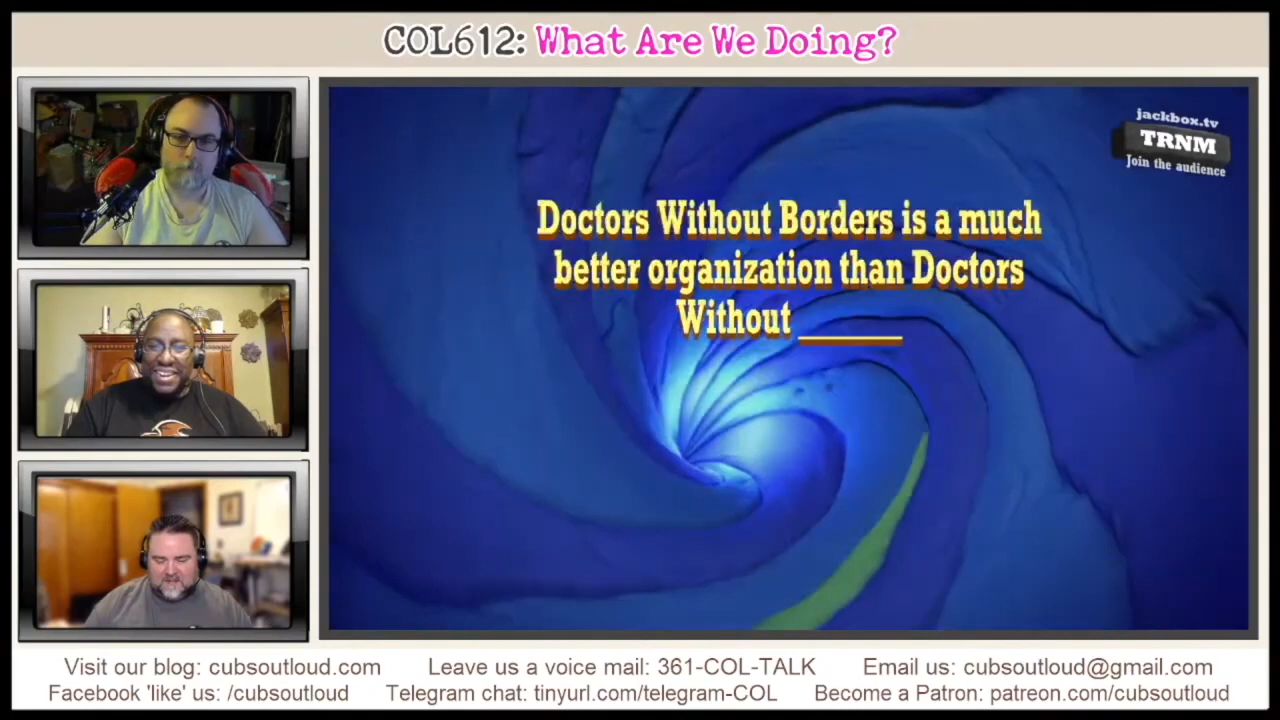 COL612: What Are We Doing?
jackbox.tv
TRNM
Join the audience
Doctors Without Borders is a much
better organization than Doctors
Without ________
Visit our blog: cubsoutloud.com Leave us a voice mail: 361-COL-TALK Email us: cubsoutloud@gmail.com
Facebook 'like' us: /cubsoutloud Telegram chat: tinyurl.com/telegram-COL Become a Patron: patreon.com/cubsoutloud